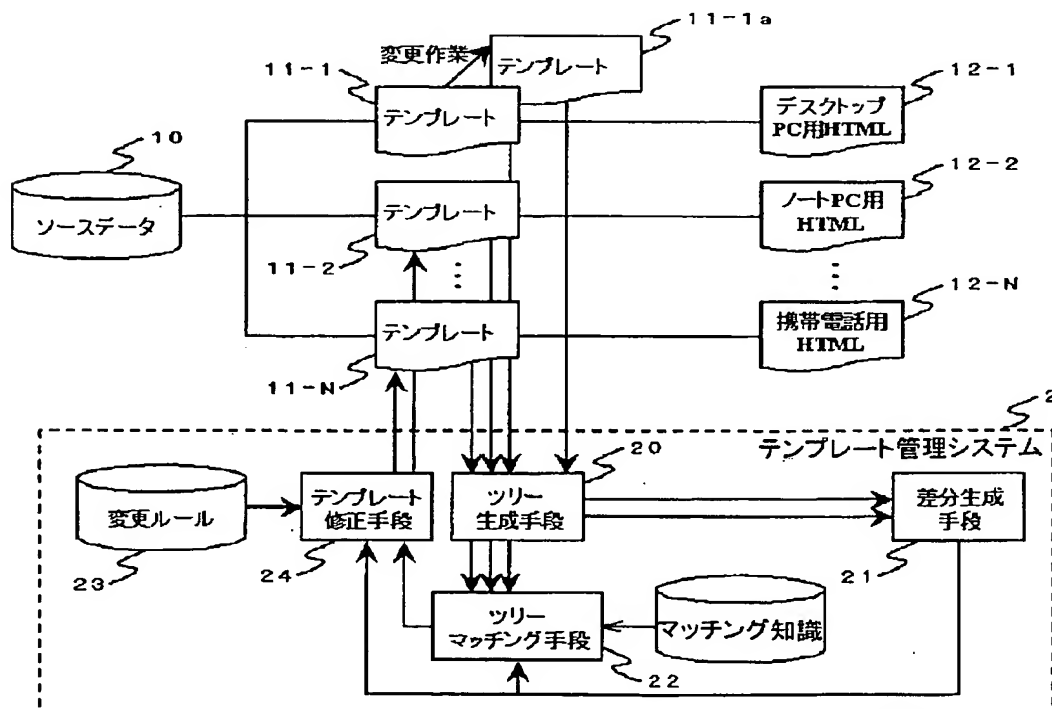 11-1a
変更作業
テンプレート
11-1
12-1
テンプレート
デスクトップ
PC用HTML
10
12-2
ソースデータ
テンプレート
ノートPC用
HTML
11-2
12-N
テンプレート
携帯電話用
HTML
11-N
2
20
テンプレート管理システム
変更ルール
テンプレート
修正手段
ツリー
生成手段
差分生成
手段
23
24
21
ツリー
マッチング手段
マッチング知識
22